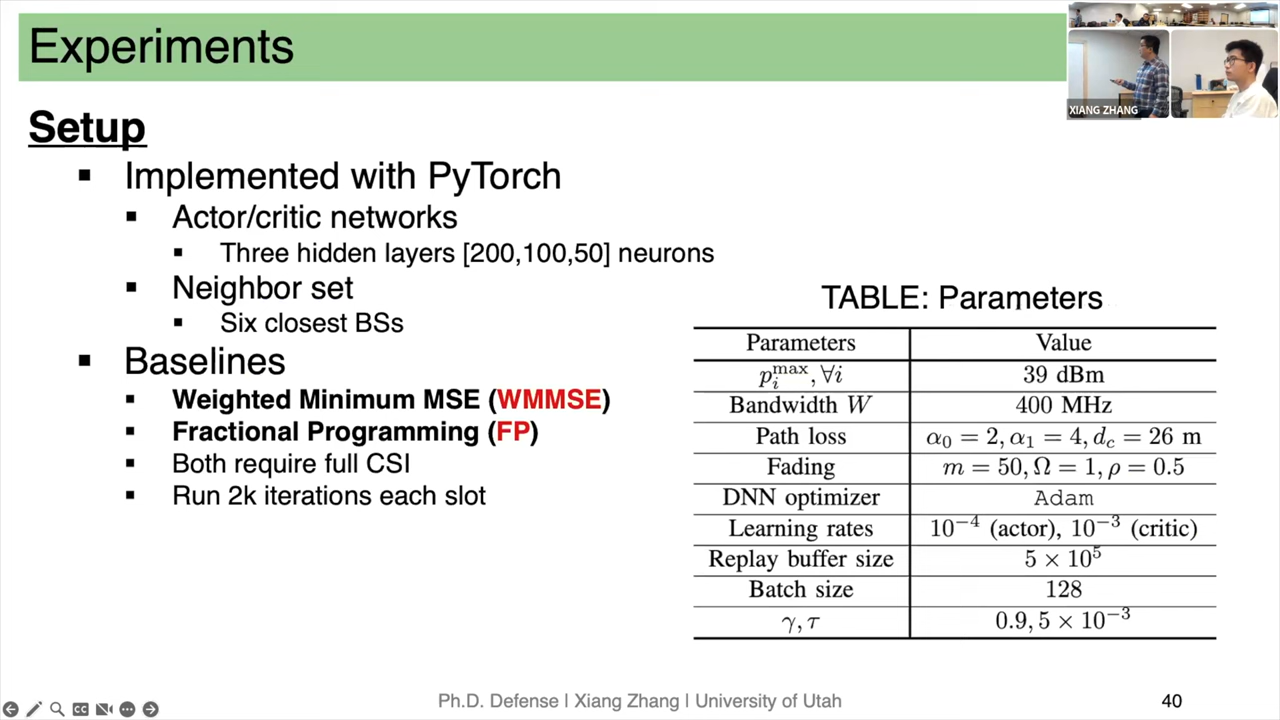 Experiments
XIANG ZHANG
Setup
▪ Implemented with PyTorch
▪ Actor/critic networks
▪ Three hidden layers [200,100,50] neurons
▪ Neighbor set
▪ Six closest BSs
▪ Baselines
▪ Weighted Minimum MSE (WMMSE)
▪ Fractional Programming (FP)
▪ Both require full CSI
▪ Run 2k iterations each slot
TABLE: Parameters
Parameters Value
p_i^max, ∀i 39 dBm
Bandwidth W 400 MHz
Path loss α₀ = 2, α₁ = 4, d_c = 26 m
Fading m = 50, Ω = 1, ρ = 0.5
DNN optimizer Adam
Learning rates 10⁻⁴ (actor), 10⁻³ (critic)
Replay buffer size 5 × 10⁵
Batch size 128
γ, τ 0.9, 5 × 10⁻³
CC
Ph.D. Defense | Xiang Zhang | University of Utah
40